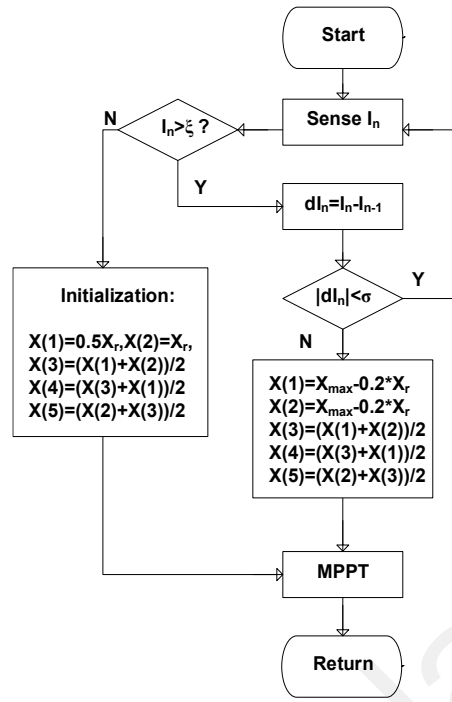 Start
Sense Iₙ
Iₙ>ξ ?
N
Y
dIₙ=Iₙ-Iₙ₋₁
|dIₙ|<σ
Y
N
Initialization:
X(1)=0.5Xᵣ,X(2)=Xᵣ,
X(3)=(X(1)+X(2))/2
X(4)=(X(3)+X(1))/2
X(5)=(X(2)+X(3))/2
X(1)=Xₘₐₓ-0.2*Xᵣ
X(2)=Xₘₐₓ-0.2*Xᵣ
X(3)=(X(1)+X(2))/2
X(4)=(X(3)+X(1))/2
X(5)=(X(2)+X(3))/2
MPPT
Return